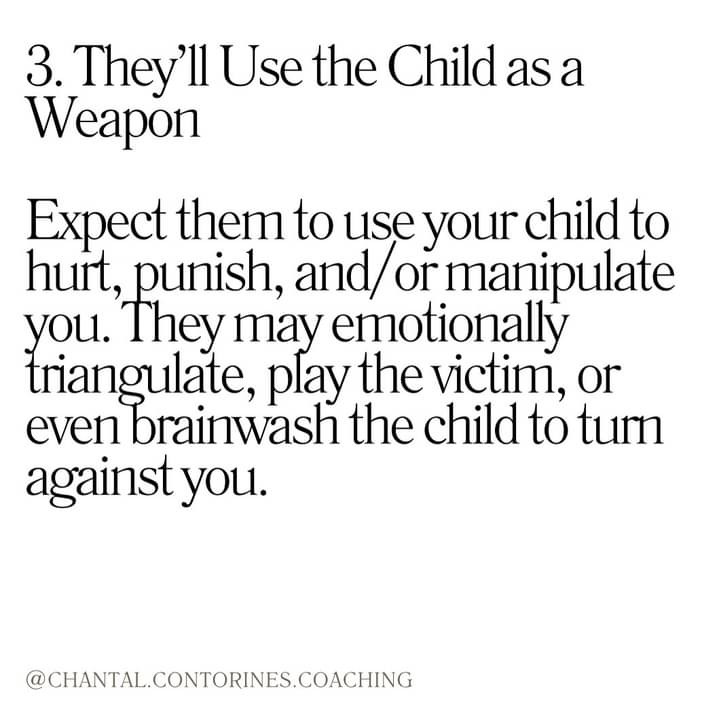 3. They’ll Use the Child as a
Weapon
Expect them to use your child to
hurt, punish, and/or manipulate
you. They may emotionally
triangulate, play the victim, or
even brainwash the child to turn
against you.
@CHANTAL.CONTORINES.COACHING